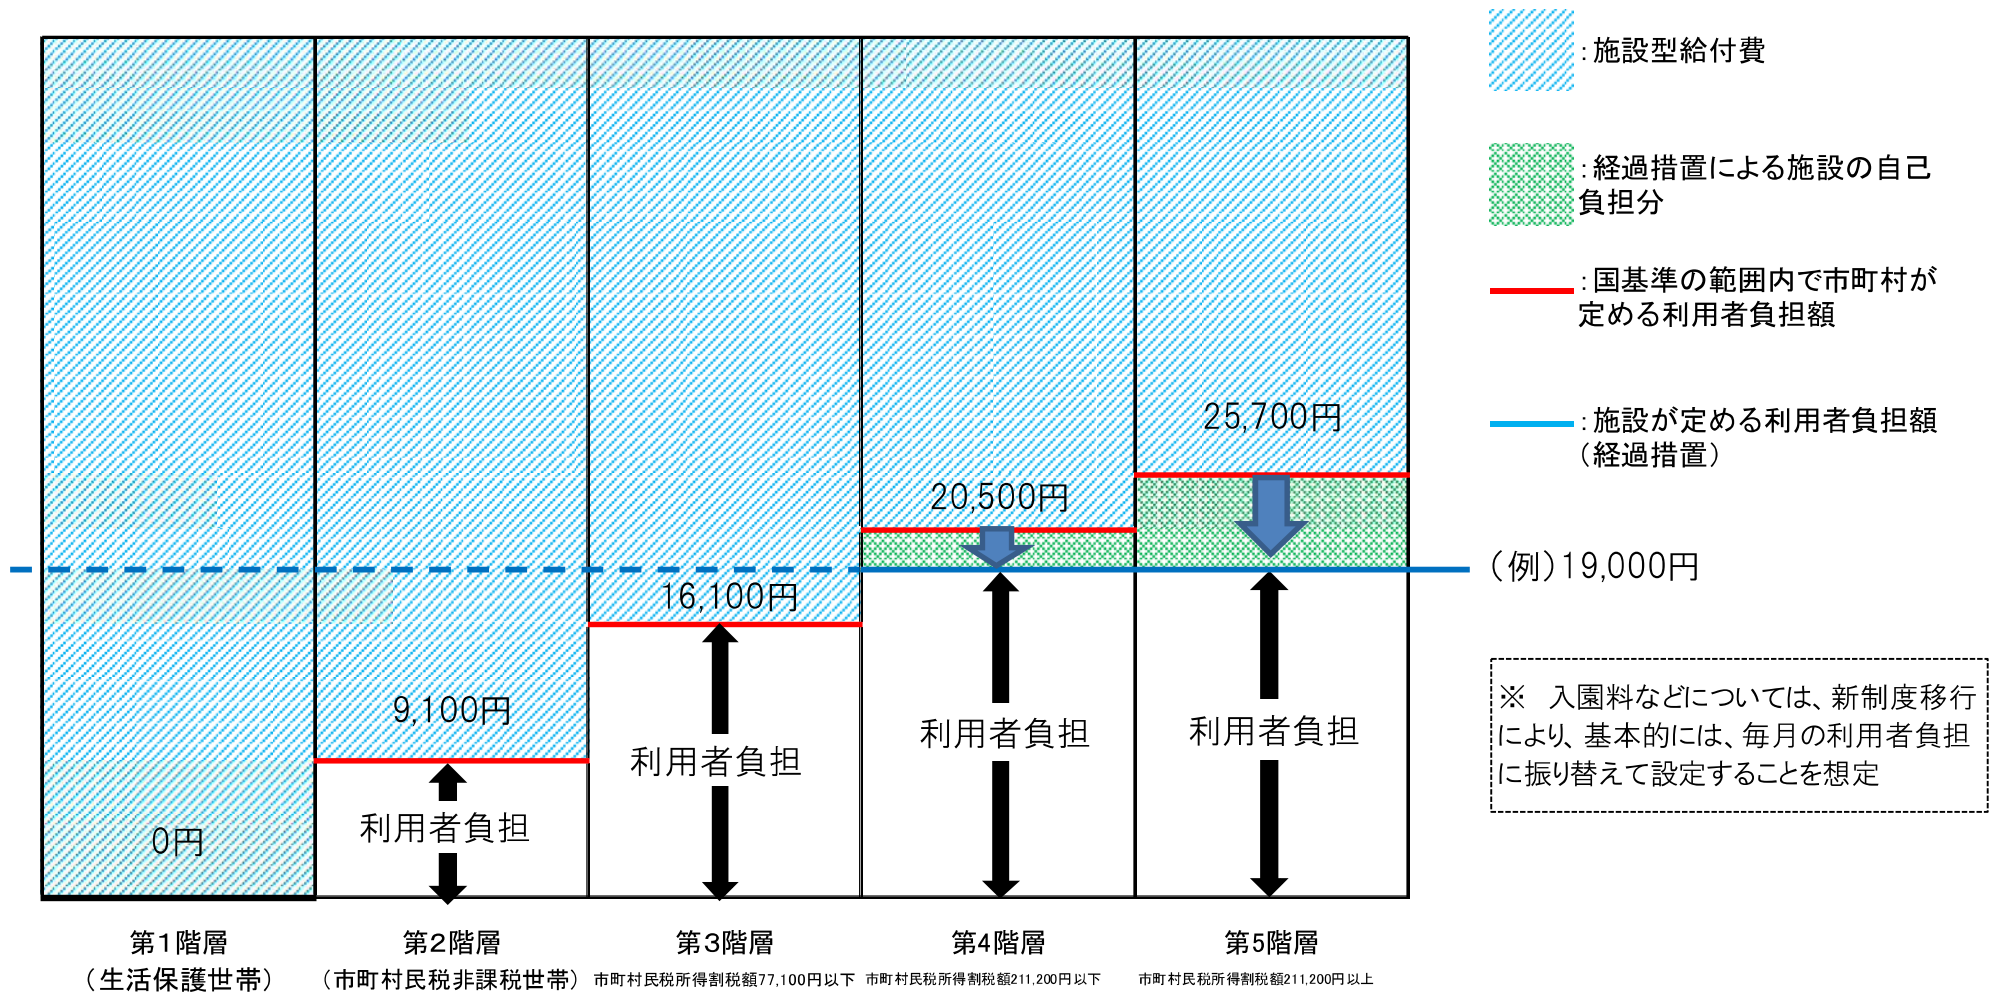 :施設型給付費
:経過措置による施設の自己
負担分
:国基準の範囲内で市町村が
定める利用者負担額
:施設が定める利用者負担額
(経過措置)
25,700円
20,500円
(例)19,000円
16,100円
9,100円
0円
利用者負担
利用者負担
利用者負担
利用者負担
※ 入園料などについては、新制度移行
により、基本的には、毎月の利用者負担
に振り替えて設定することを想定
第1階層
(生活保護世帯)
第2階層
(市町村民税非課税世帯)
第3階層
市町村民税所得割税額77,100円以下
第4階層
市町村民税所得割税額211,200円以下
第5階層
市町村民税所得割税額211,200円以上